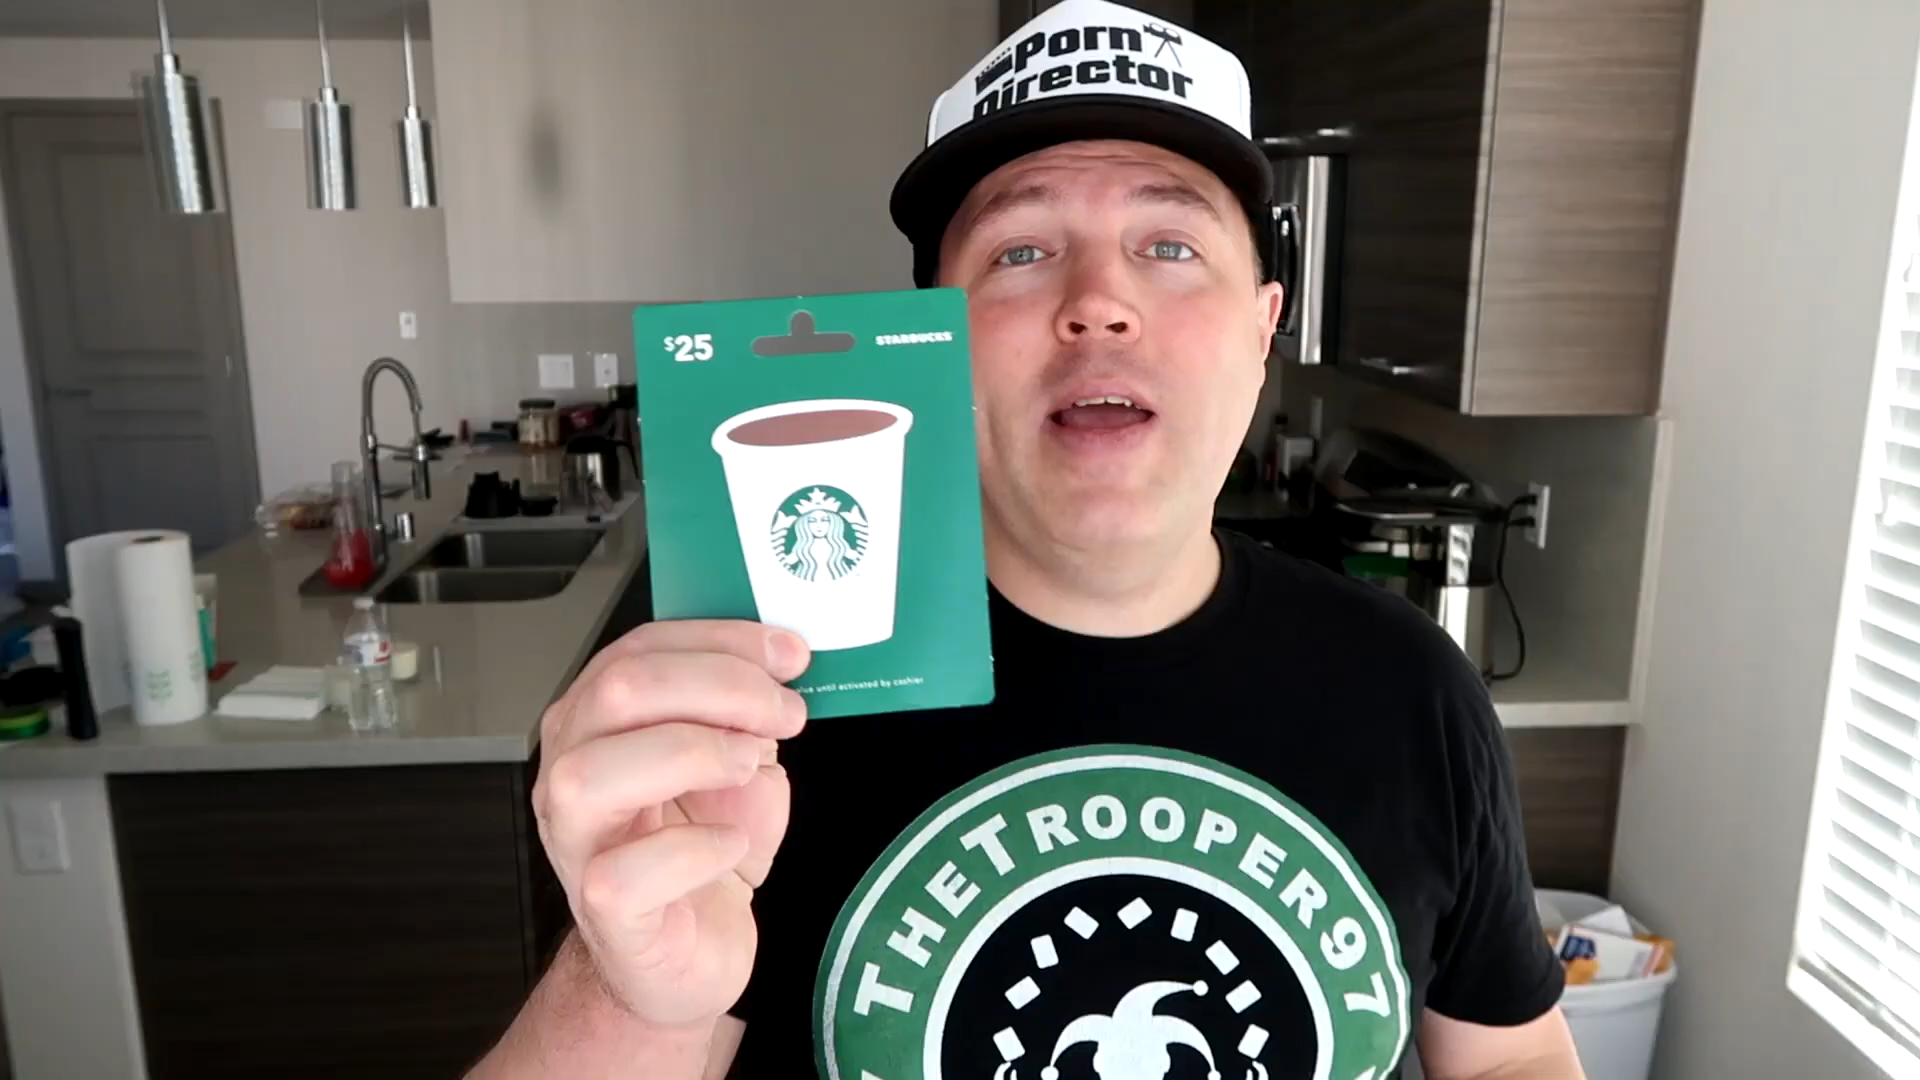 Porn
Director
$25
STARBUCKS
until activated by cashier
THETROOPER97